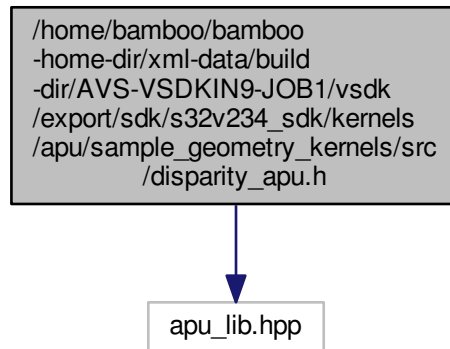 /home/bamboo/bamboo
-home-dir/xml-data/build
-dir/AVS-VSDKIN9-JOB1/vsdk
/export/sdk/s32v234_sdk/kernels
/apu/sample_geometry_kernels/src
/disparity_apu.h
apu_lib.hpp